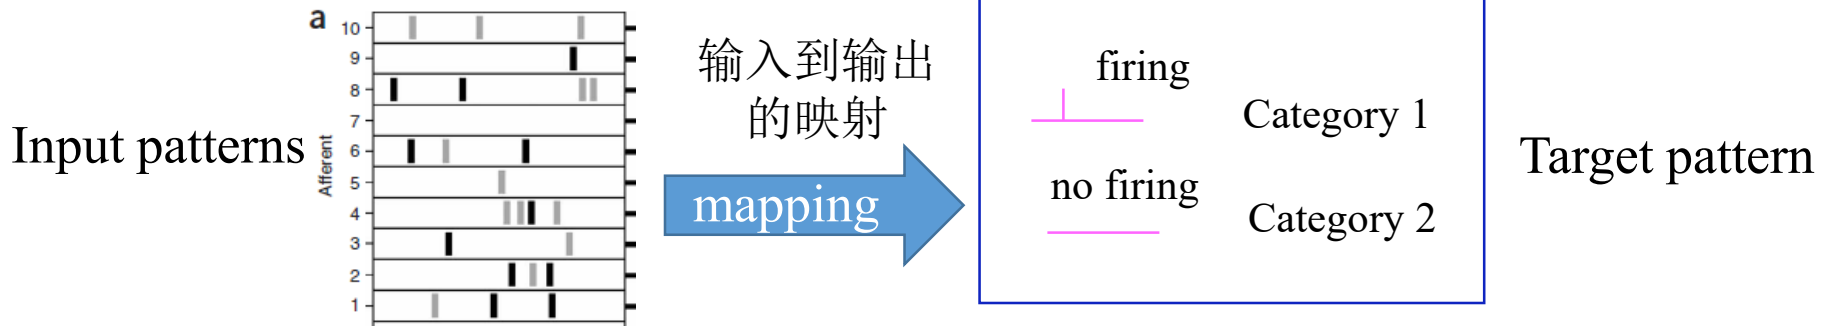 Input patterns
a
Afferent
10
9
8
7
6
5
4
3
2
1
输入到输出
的映射
mapping
firing
Category 1
no firing
Category 2
Target pattern